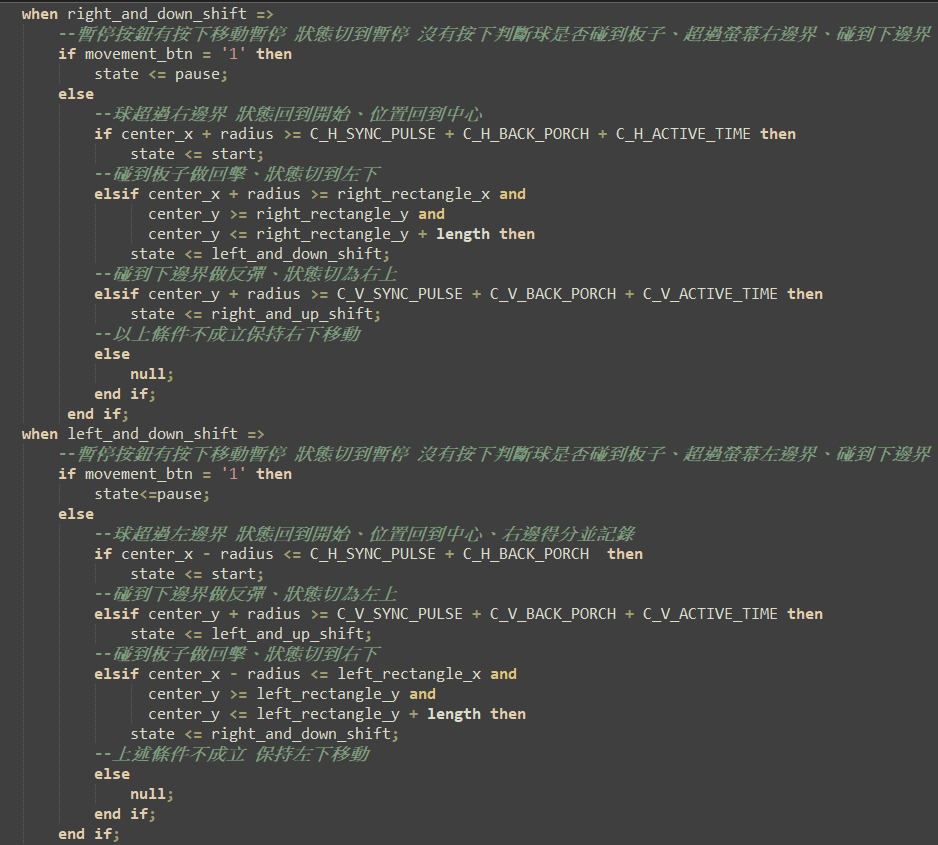 when right_and_down_shift =>
--暫停按鈕有按下移動暫停 狀態切到暫停 沒有按下判斷球是否碰到板子、超過螢幕右邊界、碰到下邊界
if movement_btn = '1' then
state <= pause;
else
--球超過右邊界 狀態回到開始、位置回到中心
if center_x + radius >= C_H_SYNC_PULSE + C_H_BACK_PORCH + C_H_ACTIVE_TIME then
state <= start;
--碰到板子做回擊、狀態切到左下
elsif center_x + radius >= right_rectangle_x and
center_y >= right_rectangle_y and
center_y <= right_rectangle_y + length then
state <= left_and_down_shift;
--碰到下邊界做反彈、狀態切為右上
elsif center_y + radius >= C_V_SYNC_PULSE + C_V_BACK_PORCH + C_V_ACTIVE_TIME then
state <= right_and_up_shift;
--以上條件不成立保持右下移動
else
null;
end if;
end if;
when left_and_down_shift =>
--暫停按鈕有按下移動暫停 狀態切到暫停 沒有按下判斷球是否碰到板子、超過螢幕左邊界、碰到下邊界
if movement_btn = '1' then
state<=pause;
else
--球超過左邊界 狀態回到開始、位置回到中心、右邊得分並記錄
if center_x - radius <= C_H_SYNC_PULSE + C_H_BACK_PORCH  then
state <= start;
--碰到下邊界做反彈、狀態切為左上
elsif center_y + radius >= C_V_SYNC_PULSE + C_V_BACK_PORCH + C_V_ACTIVE_TIME then
state <= left_and_up_shift;
--碰到板子做回擊、狀態切到右下
elsif center_x - radius <= left_rectangle_x and
center_y >= left_rectangle_y and
center_y <= left_rectangle_y + length then
state <= right_and_down_shift;
--上述條件不成立 保持左下移動
else
null;
end if;
end if;